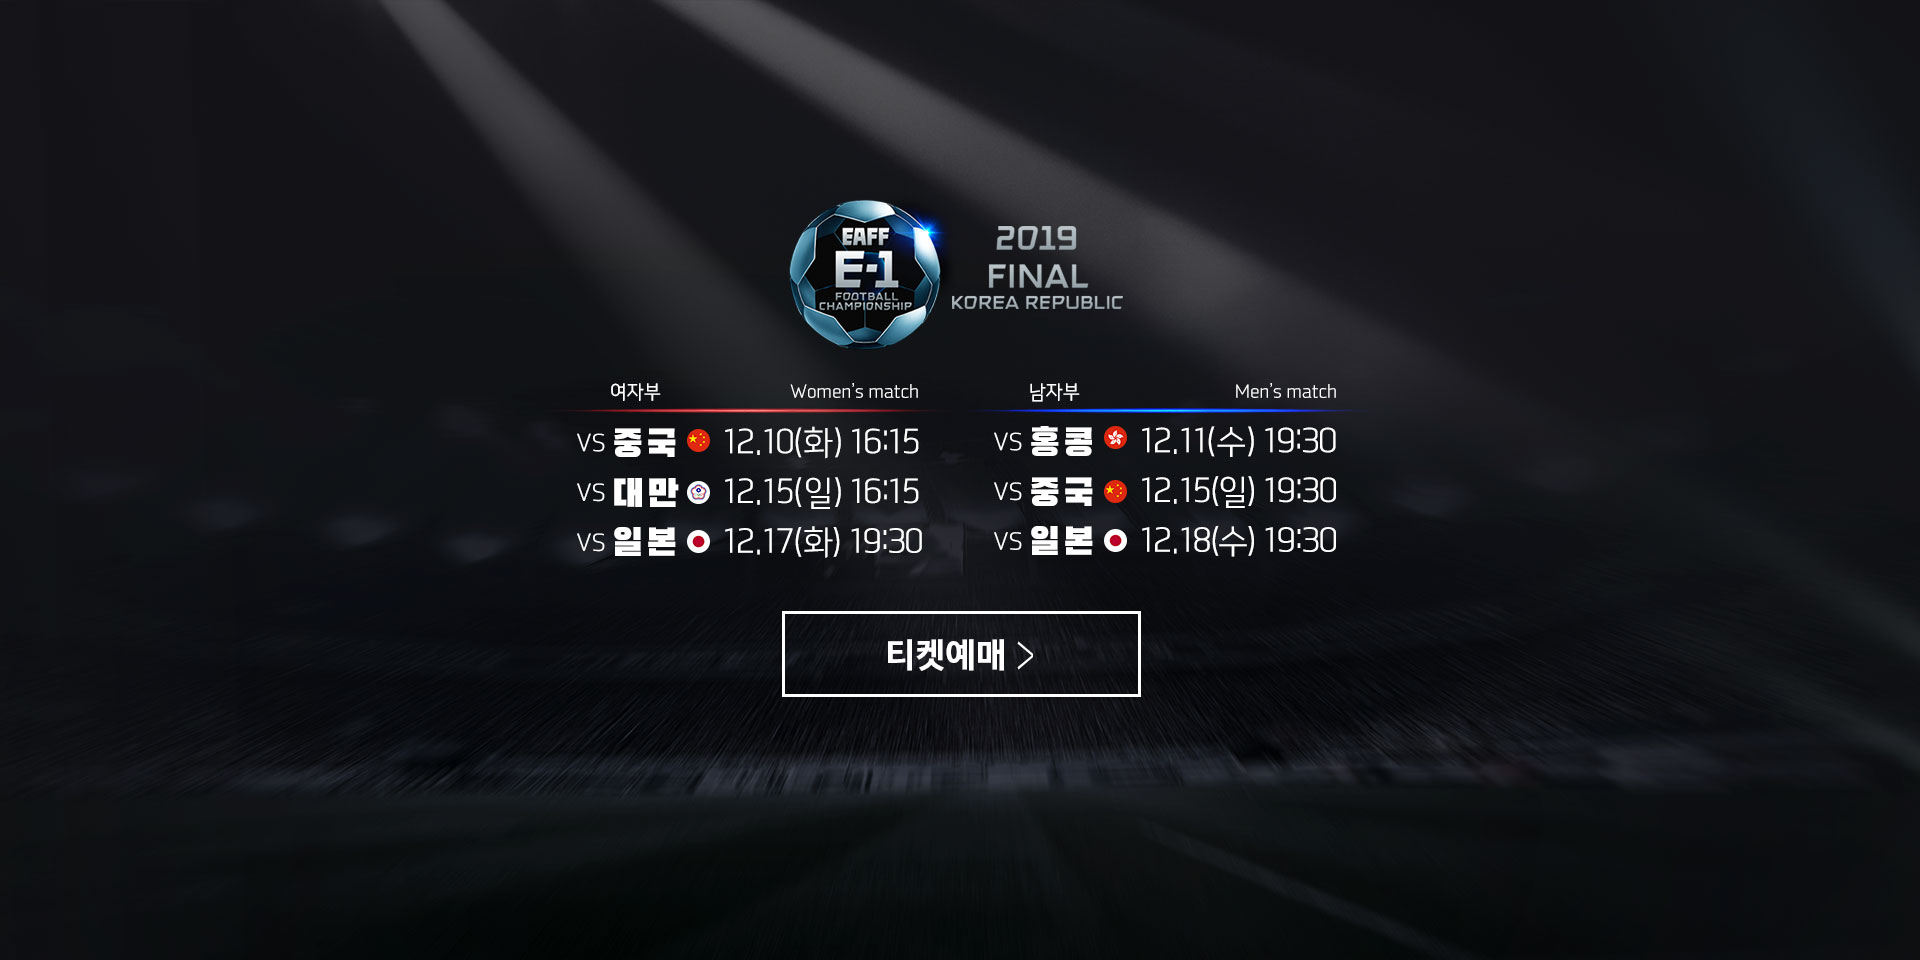 EAFF
E-1
FOOTBALL
CHAMPIONSHIP
2019
FINAL
KOREA REPUBLIC
여자부 Women's match
VS 중국 12.10(화) 16:15
VS 대만 12.15(일) 16:15
VS 일본 12.17(화) 19:30
남자부 Men's match
VS 홍콩 12.11(수) 19:30
VS 중국 12.15(일) 19:30
VS 일본 12.18(수) 19:30
티켓예매 >